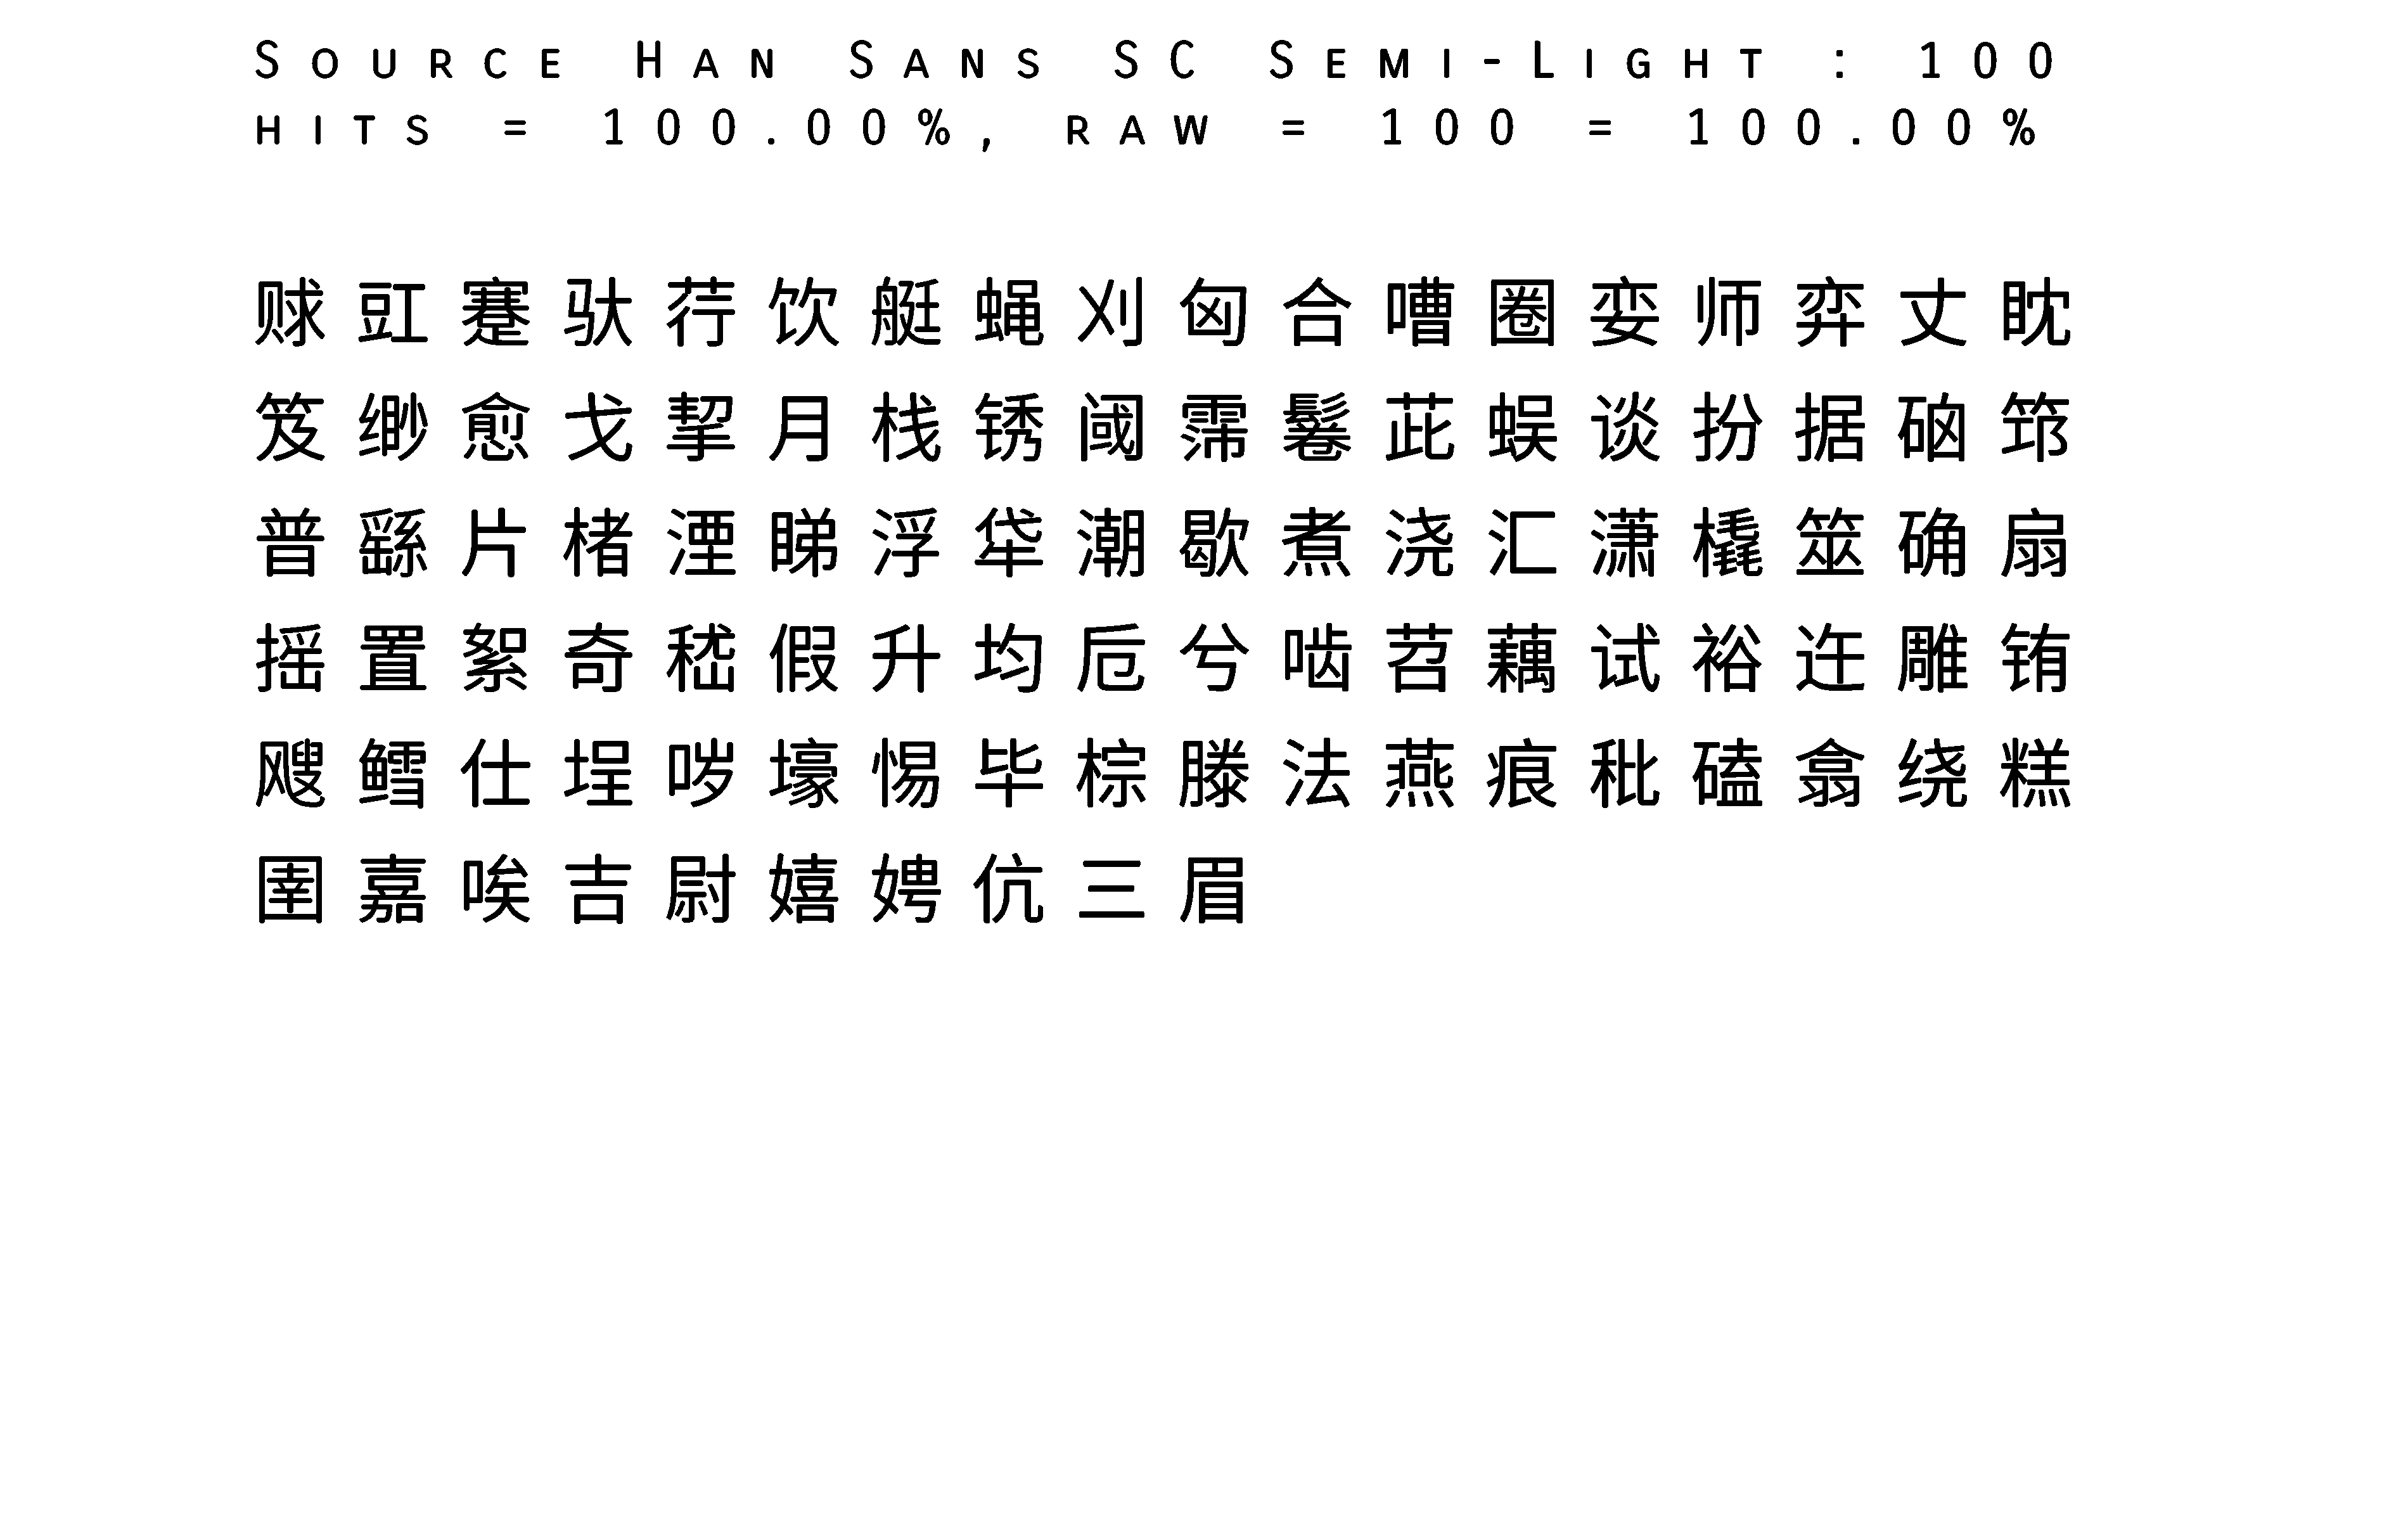 Source Han Sans SC Semi-Light : 100
hits = 100.00%, raw = 100 = 100.00%
赇豇蹇驮荇饮艇蝇刈匈合嘈圈娈师弈丈眈
笈缈愈戈挈月栈锈阈霈鬈茈蜈谈扮据硇筇
普繇片楮湮睇浮牮潮歇煮浇汇潇橇筮确扇
摇置絮奇嵇假升均卮兮啮苕藕试裕迕雕铕
飕鳕仕埕哕壕惕毕棕滕法燕痕秕磕翕绕糕
圉嘉唉吉尉嬉娉伉三眉